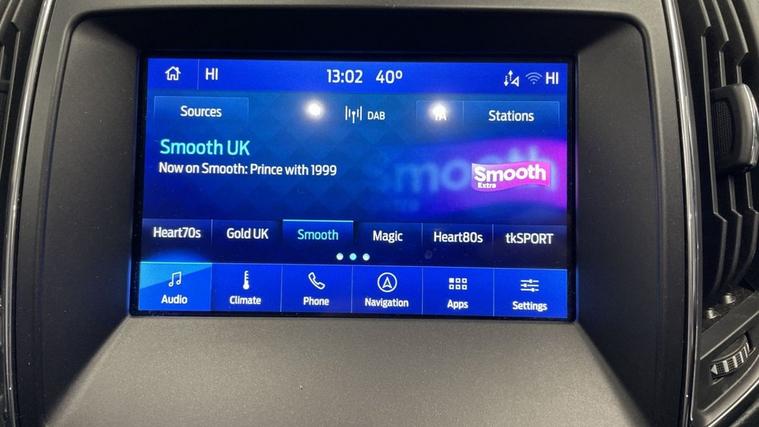 HI 13:02 40° HI
Sources DAB TA Stations
Smooth UK
Now on Smooth: Prince with 1999
Smooth
Extra
Heart70s Gold UK Smooth Magic Heart80s tkSPORT
Audio Climate Phone Navigation Apps Settings